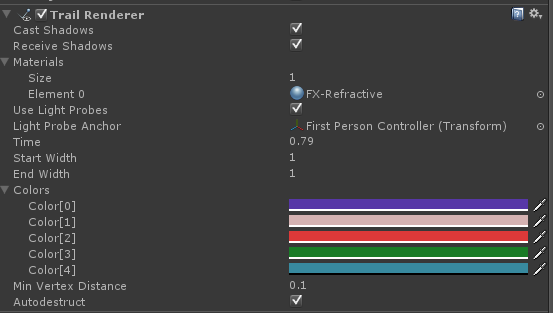 Trail Renderer
Cast Shadows
Receive Shadows
Materials
Size 1
Element 0 FX-Refractive
Use Light Probes
Light Probe Anchor First Person Controller (Transform)
Time 0.79
Start Width 1
End Width 1
Colors
Color[0]
Color[1]
Color[2]
Color[3]
Color[4]
Min Vertex Distance 0.1
Autodestruct